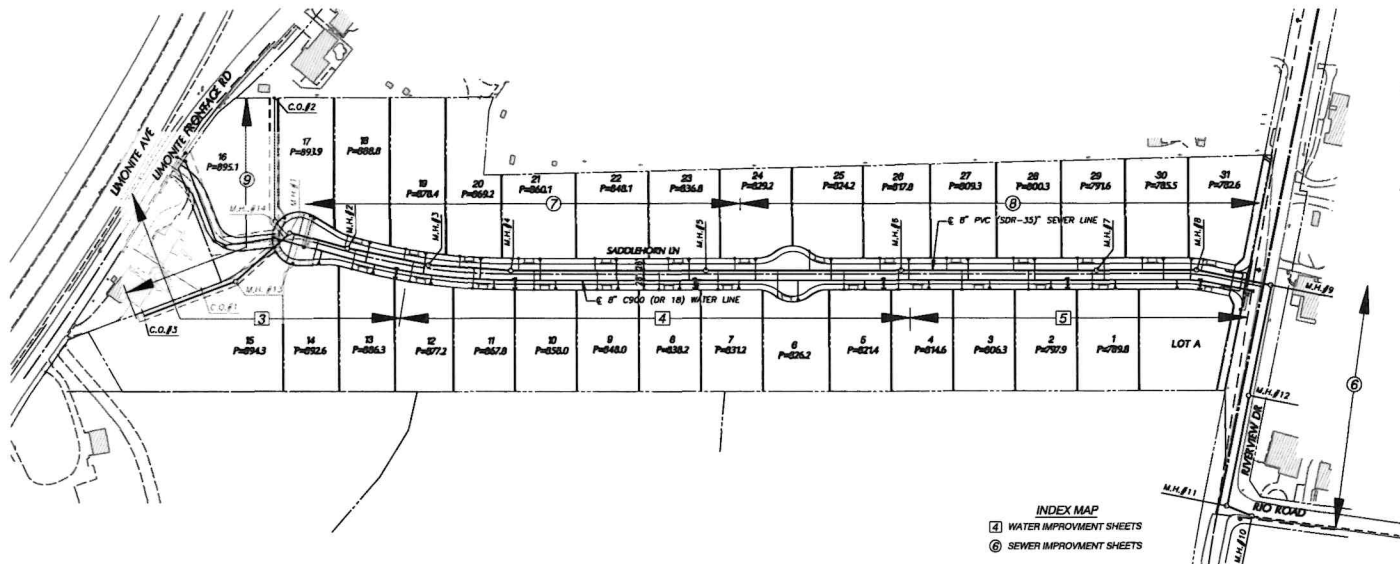 LIMONITE AVE
LIMONITE FRONTAGE RD
C.O.#2
16
P=895.1
17
P=893.9
18
P=888.8
19
P=878.4
20
P=869.2
21
P=860.1
22
P=848.1
23
P=836.8
24
P=829.2
25
P=824.2
26
P=817.8
27
P=809.3
28
P=800.3
29
P=791.6
30
P=785.5
31
P=782.6
9
7
8
M.H.#14
M.H.#1
M.H.#2
M.H.#3
M.H.#4
M.H.#5
M.H.#6
M.H.#7
M.H.#8
℄ 8" PVC (SDR-35)" SEWER LINE
SADDLEHORN LN
28'
28'
℄ 8" C900 (DR 18) WATER LINE
M.H.#9
M.H.#13
C.O.#1
C.O.#3
3
4
5
15
P=894.3
14
P=892.6
13
P=886.3
12
P=877.2
11
P=867.8
10
P=858.0
9
P=848.0
8
P=838.2
7
P=831.2
6
P=826.2
5
P=821.4
4
P=814.6
3
P=806.3
2
P=797.9
1
P=789.8
LOT A
6
M.H.#12
RIVERVIEW DR
M.H.#11
RIO ROAD
M.H.#10
INDEX MAP
4 WATER IMPROVMENT SHEETS
6 SEWER IMPROVMENT SHEETS